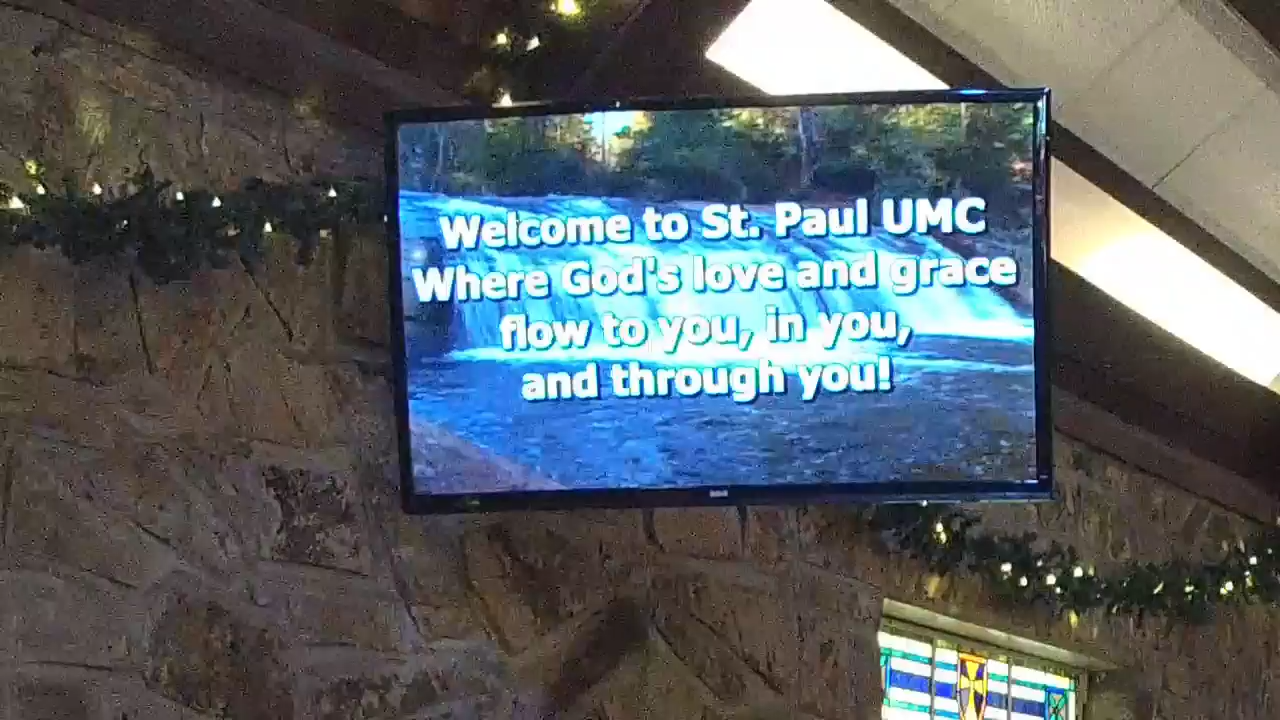 Welcome to St. Paul UMC
Where God's love and grace
flow to you, in you,
and through you!